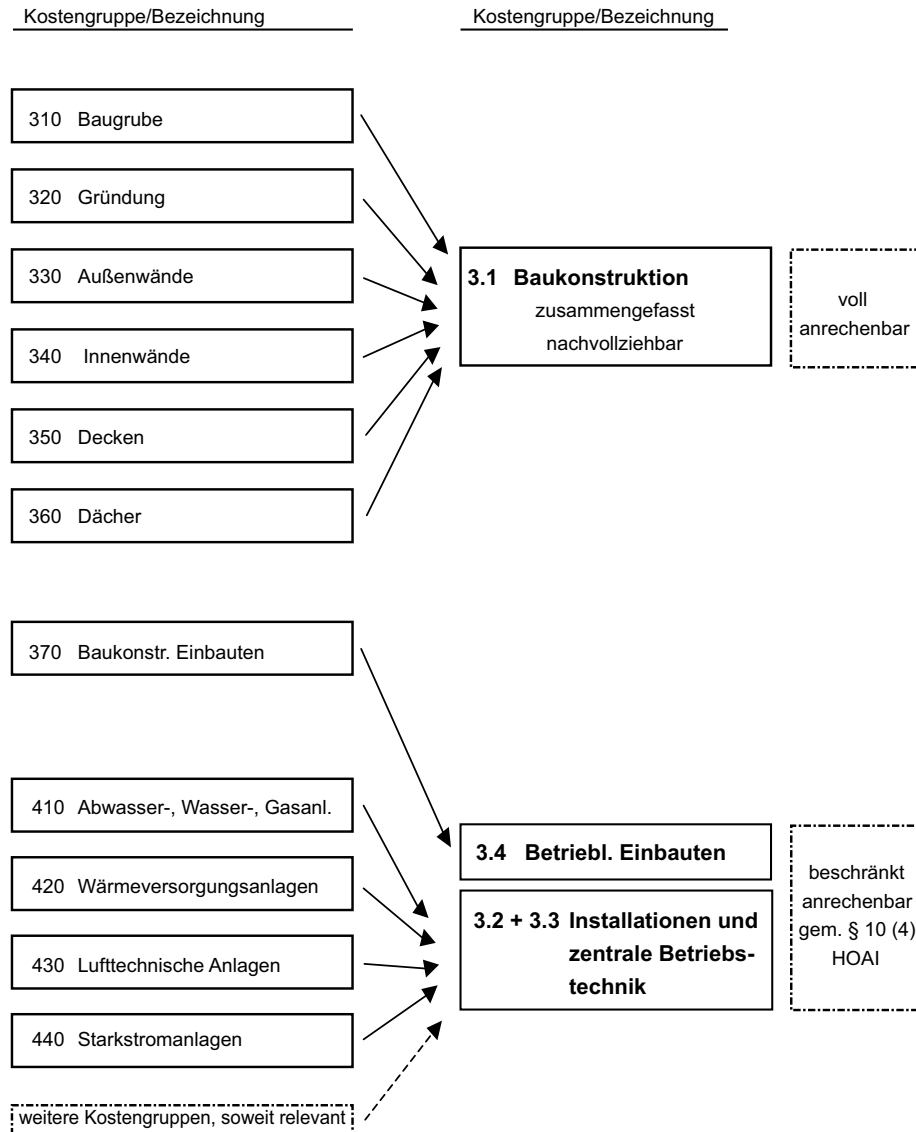 Kostengruppe/Bezeichnung
Kostengruppe/Bezeichnung
310 Baugrube
320 Gründung
330 Außenwände
340 Innenwände
350 Decken
360 Dächer
3.1 Baukonstruktion
zusammengefasst
nachvollziehbar
voll
anrechenbar
370 Baukonstr. Einbauten
410 Abwasser-, Wasser-, Gasanl.
420 Wärmeversorgungsanlagen
430 Lufttechnische Anlagen
440 Starkstromanlagen
weitere Kostengruppen, soweit relevant
3.4 Betriebl. Einbauten
3.2 + 3.3 Installationen und
zentrale Betriebs-
technik
beschränkt
anrechenbar
gem. § 10 (4)
HOAI